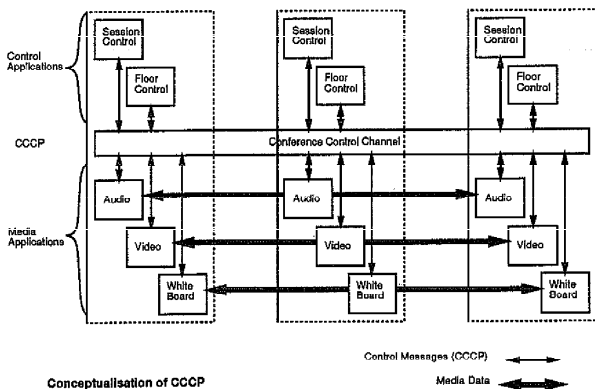 Control
Applications
Session
Control
Floor
Control
Session
Control
Floor
Control
Session
Control
Floor
Control
CCCP
Conference Control Channel
Media
Applications
Audio
Audio
Audio
Video
Video
Video
White
Board
White
Board
White
Board
Control Messages (CCCP)
Media Data
Conceptualisation of CCCP